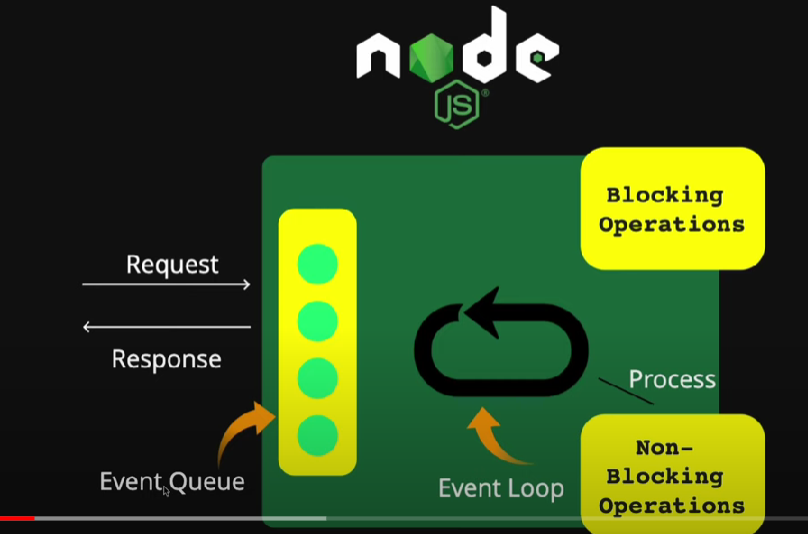 node
JS®
Blocking
Operations
Request
Response
Process
Non-
Blocking
Operations
Event Queue
Event Loop